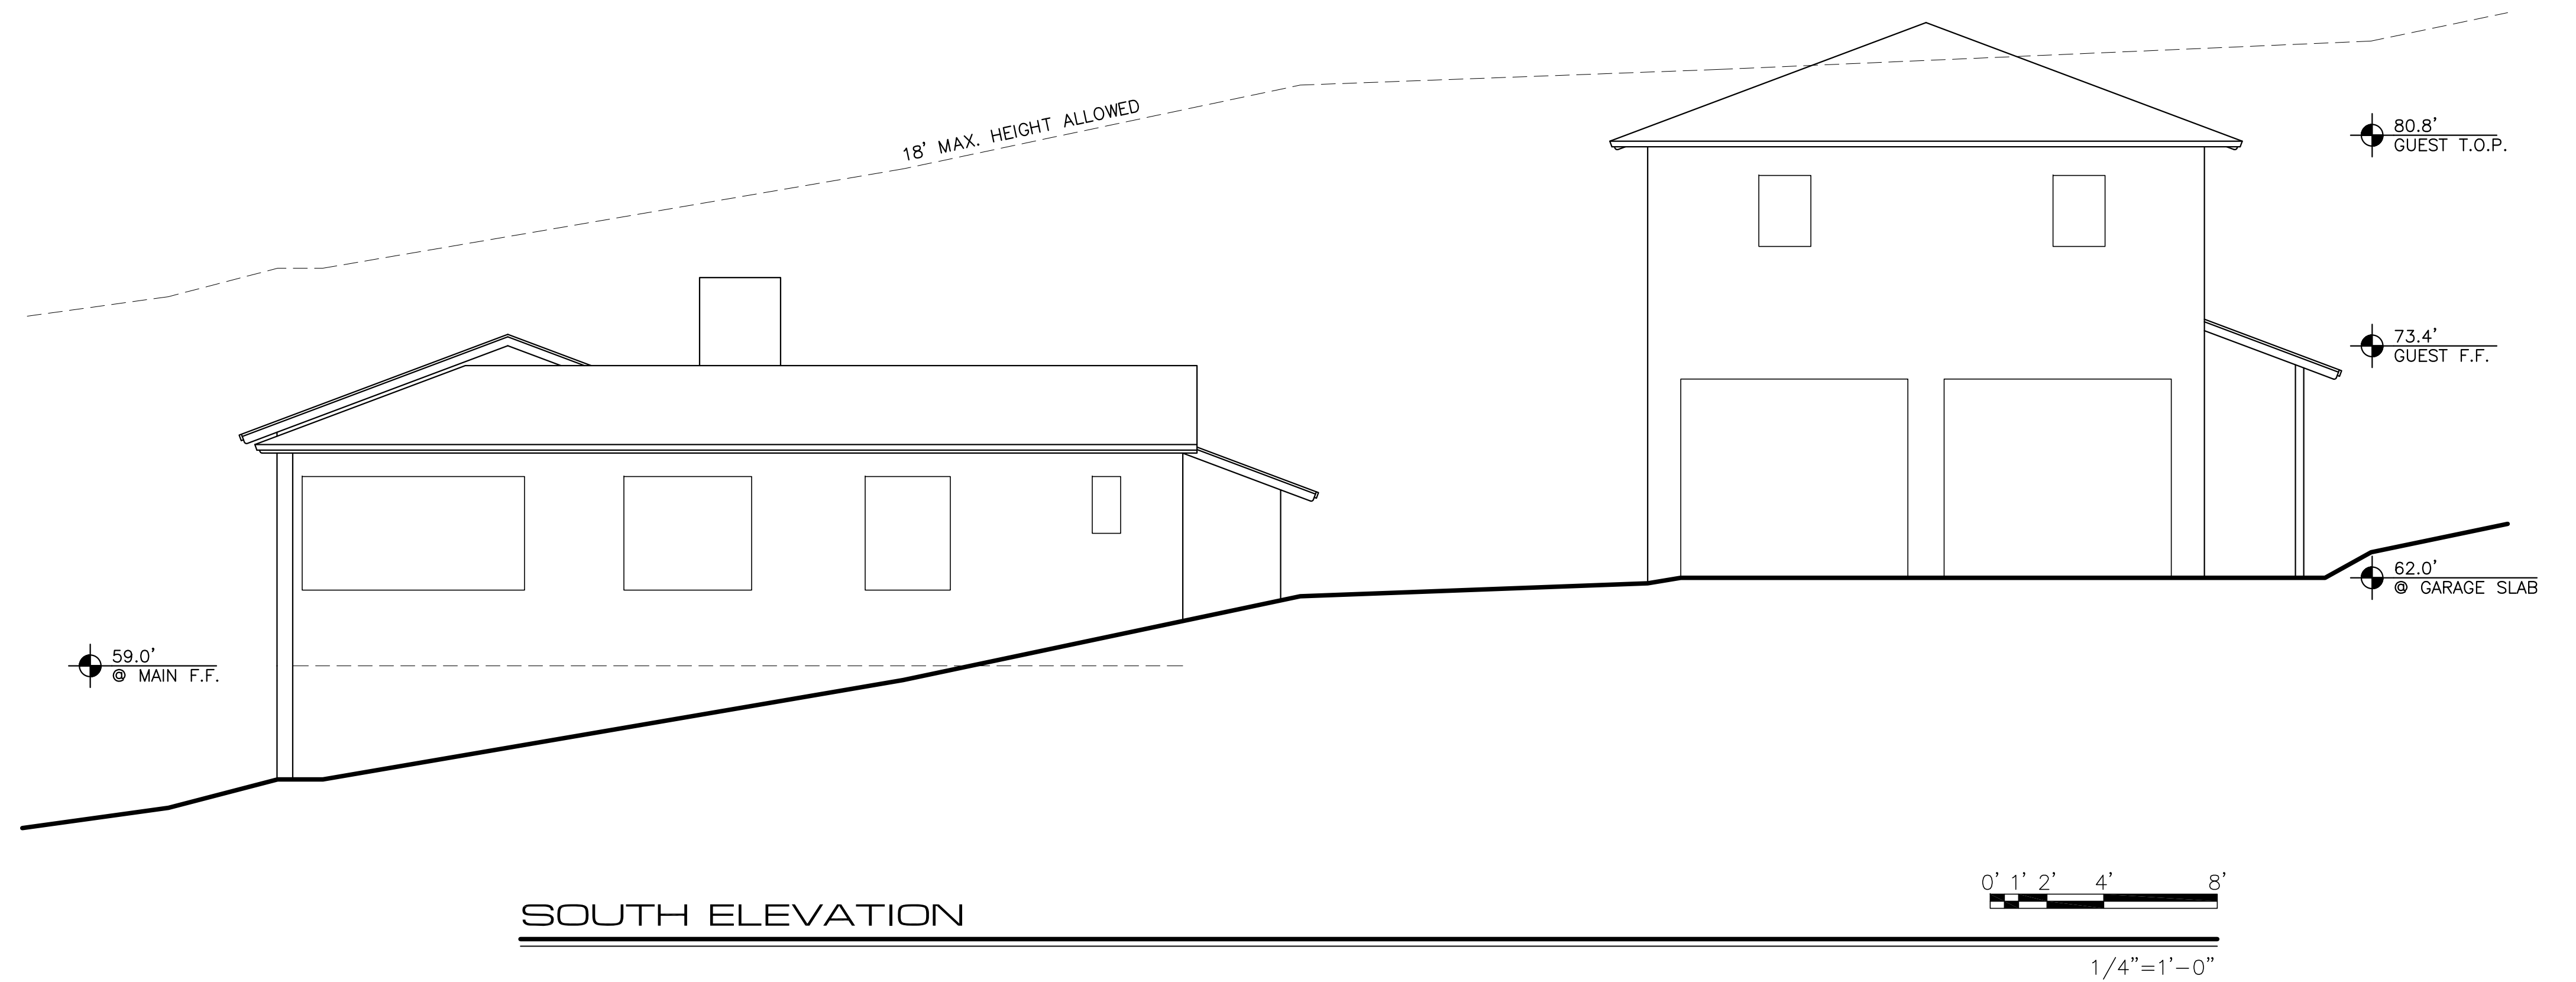 18' MAX. HEIGHT ALLOWED
80.8'
GUEST T.O.P.
73.4'
GUEST F.F.
62.0'
@ GARAGE SLAB
59.0'
@ MAIN F.F.
0' 1' 2' 4' 8'
SOUTH ELEVATION
1/4"=1'-0"